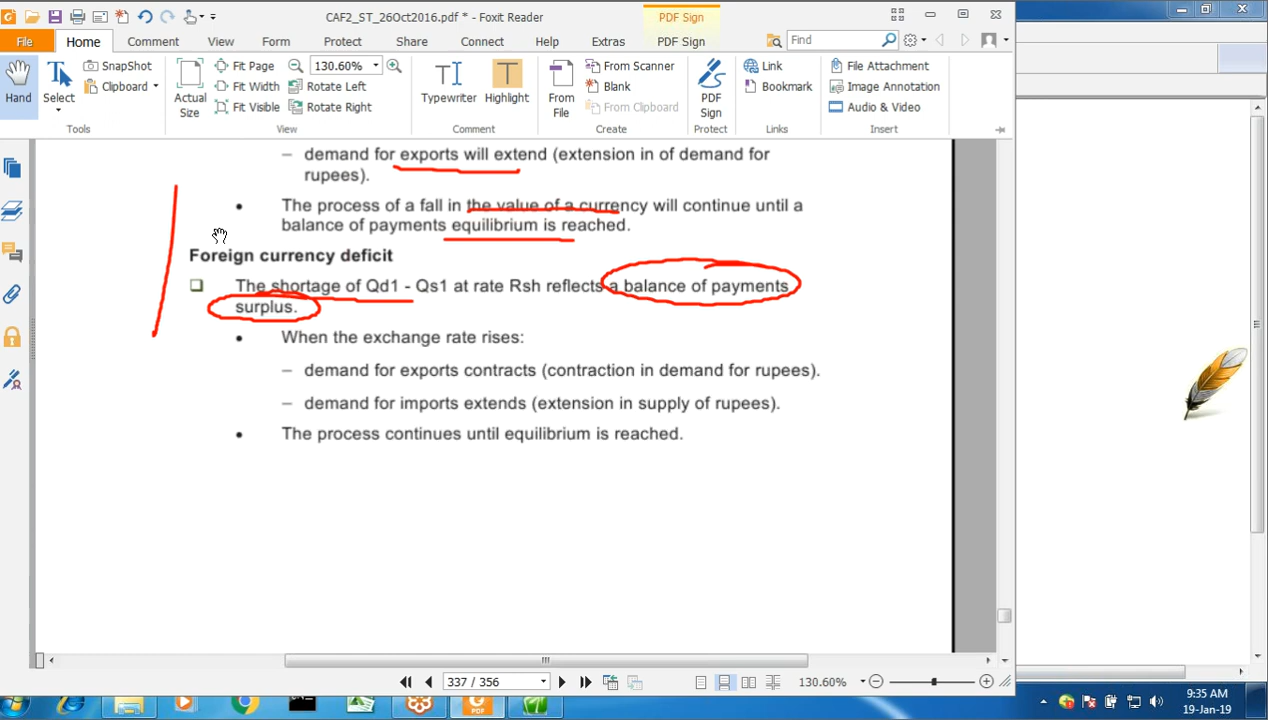 CAF2_ST_26Oct2016.pdf * - Foxit Reader
PDF Sign
File Home Comment View Form Protect Share Connect Help Extras PDF Sign Find
Hand
Select
SnapShot
Clipboard
Actual Size
Fit Page
Fit Width
Fit Visible
130.60%
Rotate Left
Rotate Right
Typewriter
Highlight
From File
From Scanner
Blank
From Clipboard
PDF Sign
Link
Bookmark
File Attachment
Image Annotation
Audio & Video
Tools View Comment Create Protect Links Insert
– demand for exports will extend (extension in of demand for
rupees).
• The process of a fall in the value of a currency will continue until a
balance of payments equilibrium is reached.
Foreign currency deficit
❑ The shortage of Qd1 - Qs1 at rate Rsh reflects a balance of payments
surplus.
• When the exchange rate rises:
– demand for exports contracts (contraction in demand for rupees).
– demand for imports extends (extension in supply of rupees).
• The process continues until equilibrium is reached.
337 / 356
130.60%
PDF
9:35 AM
19-Jan-19